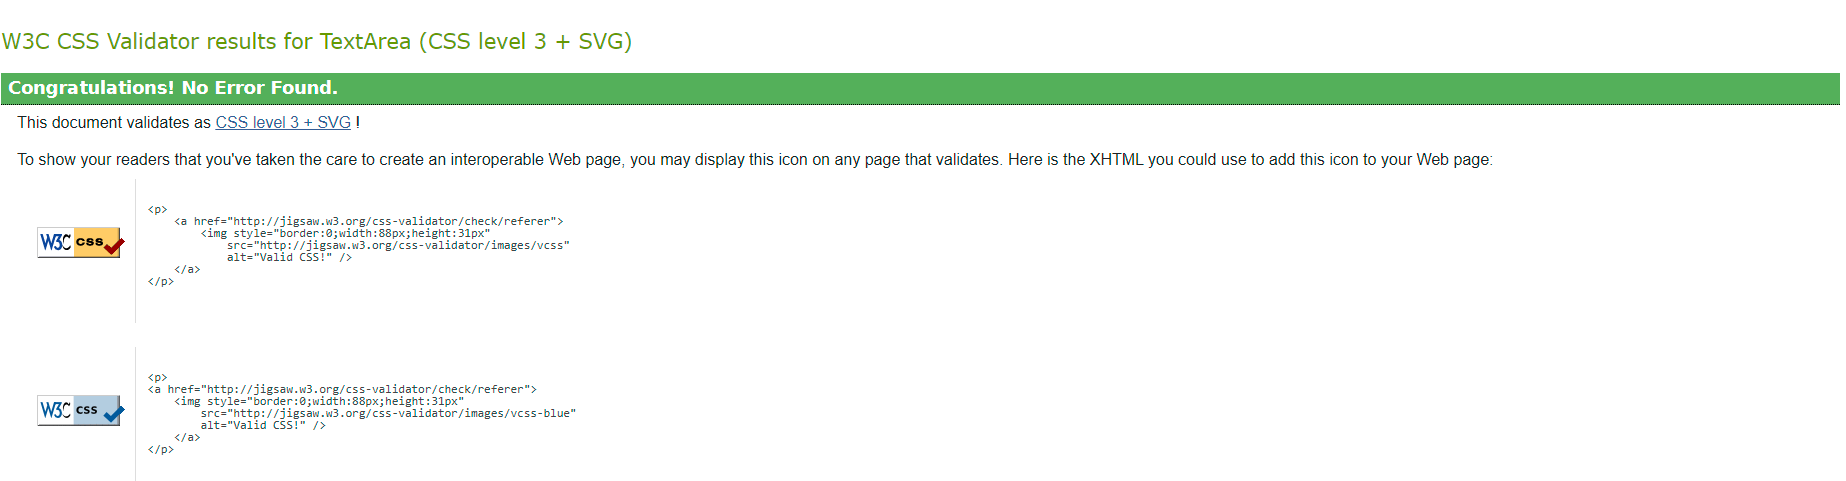 W3C CSS Validator results for TextArea (CSS level 3 + SVG)
Congratulations! No Error Found.
This document validates as CSS level 3 + SVG !
To show your readers that you've taken the care to create an interoperable Web page, you may display this icon on any page that validates. Here is the XHTML you could use to add this icon to your Web page:
W3C css
<p>
    <a href="http://jigsaw.w3.org/css-validator/check/referer">
        <img style="border:0;width:88px;height:31px"
            src="http://jigsaw.w3.org/css-validator/images/vcss"
            alt="Valid CSS!" />
    </a>
</p>
W3C css
<p>
<a href="http://jigsaw.w3.org/css-validator/check/referer">
    <img style="border:0;width:88px;height:31px"
        src="http://jigsaw.w3.org/css-validator/images/vcss-blue"
        alt="Valid CSS!" />
    </a>
</p>